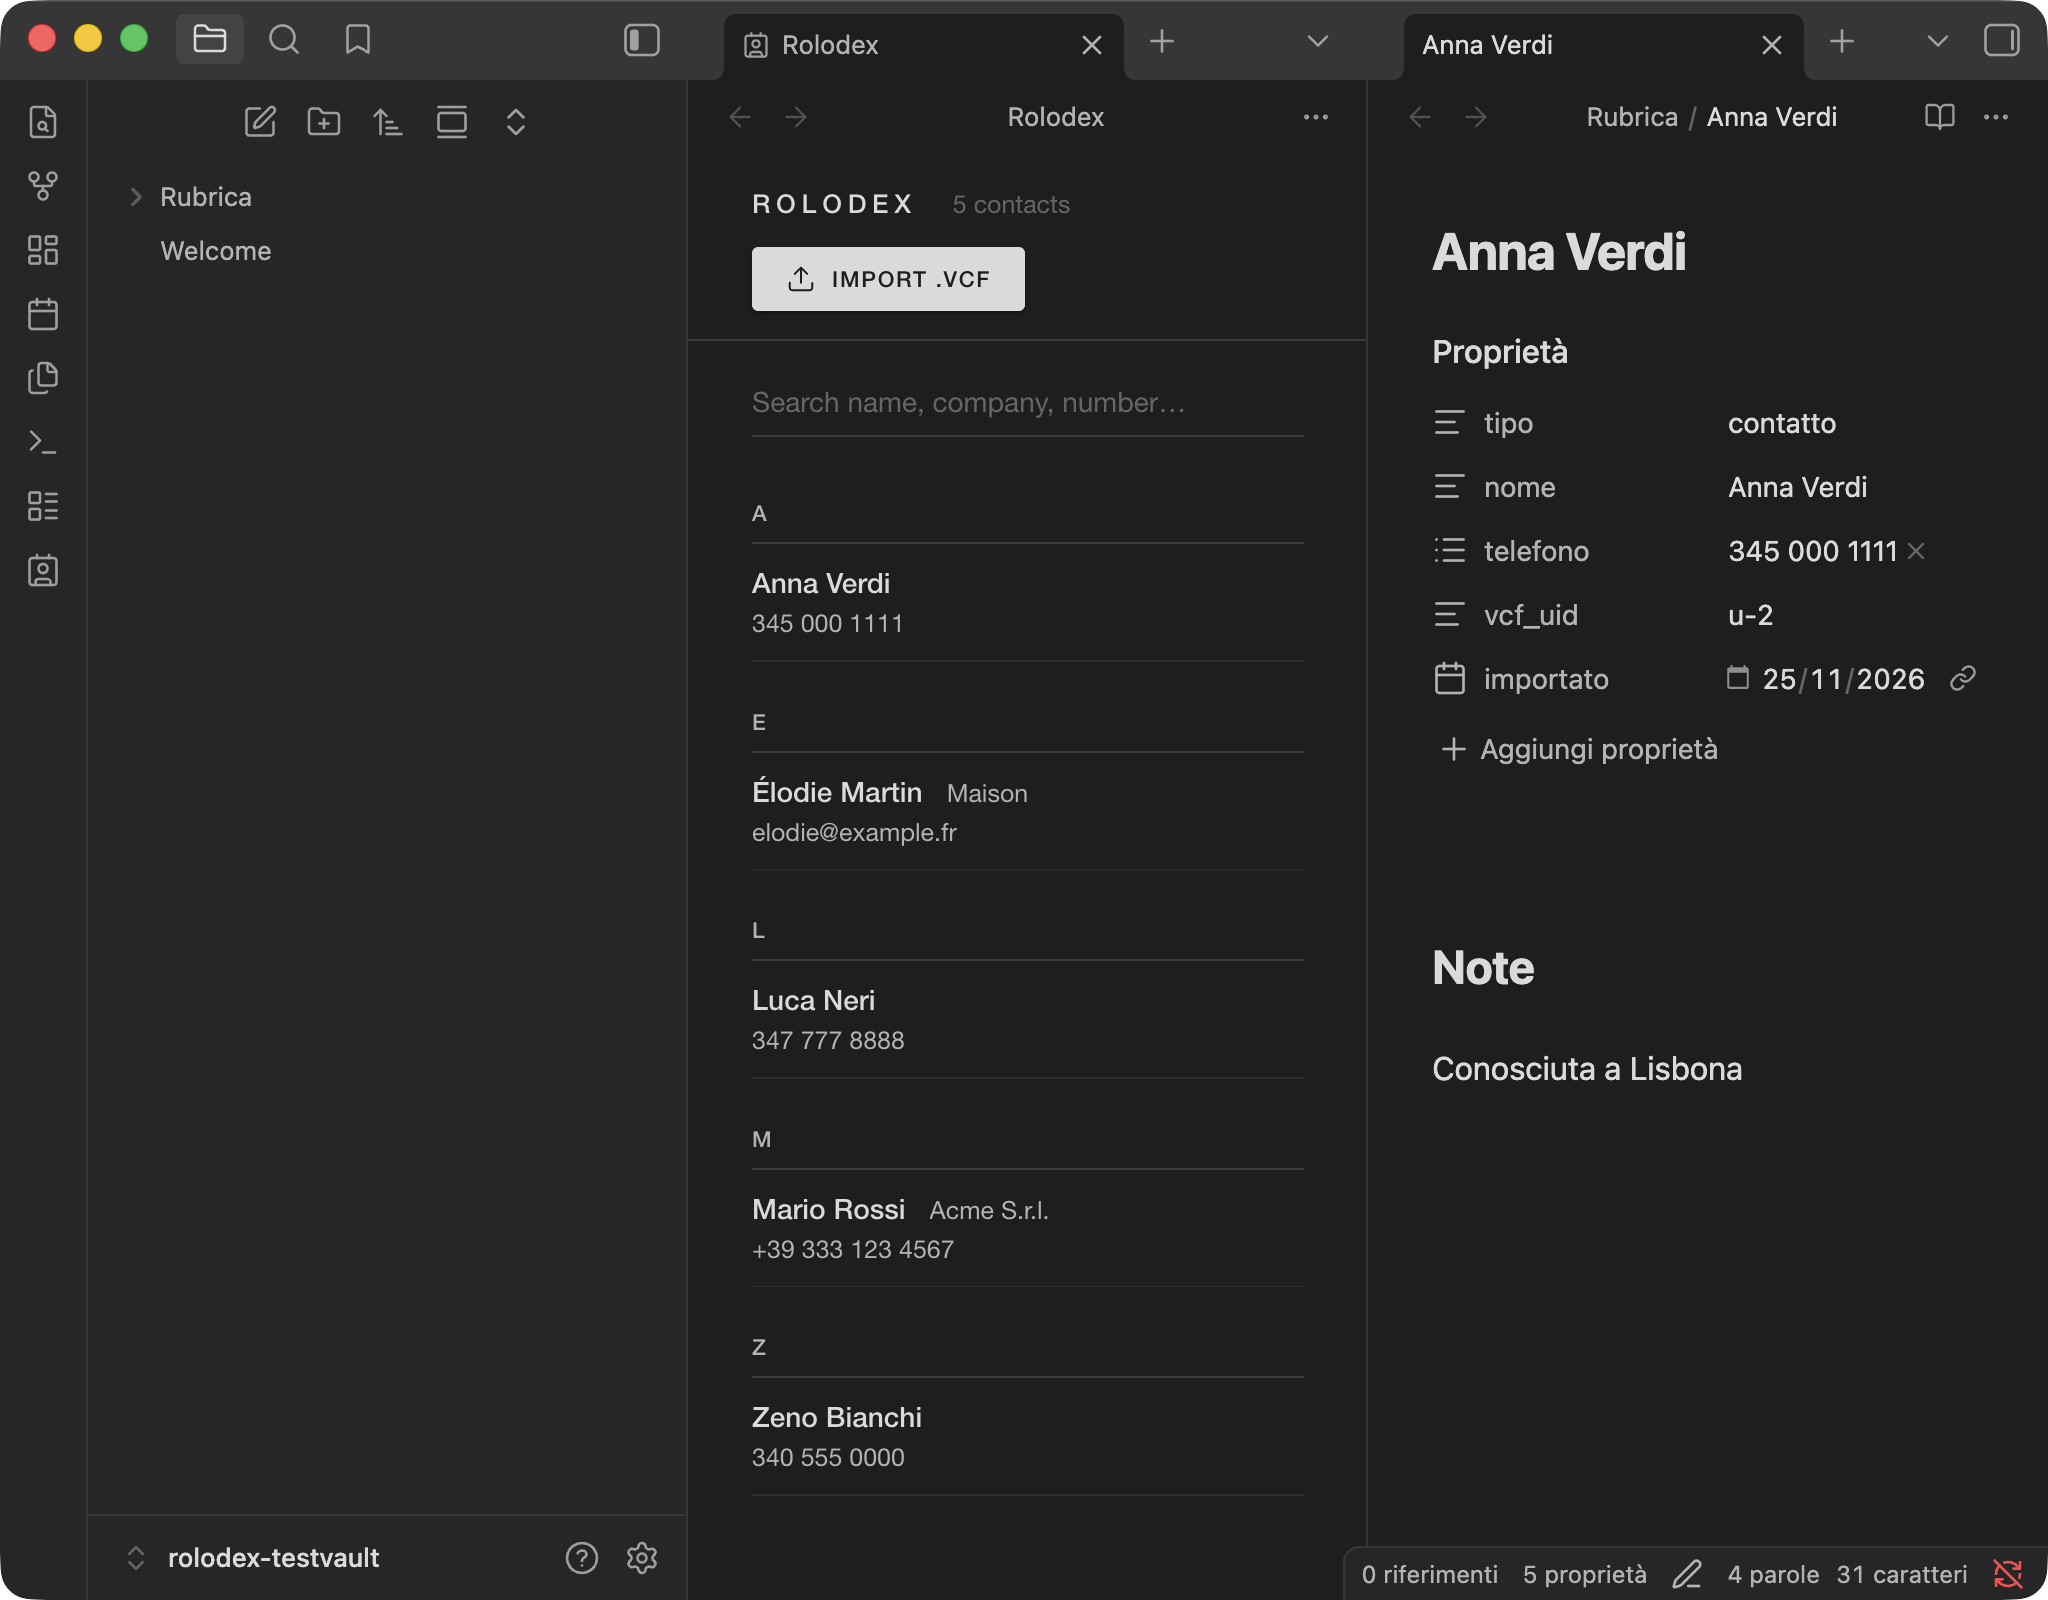 Rolodex
Anna Verdi
Rubrica
Welcome
rolodex-testvault
Rolodex
ROLODEX 5 contacts
IMPORT .VCF
Search name, company, number…
A
Anna Verdi
345 000 1111
E
Élodie Martin Maison
elodie@example.fr
L
Luca Neri
347 777 8888
M
Mario Rossi Acme S.r.l.
+39 333 123 4567
Z
Zeno Bianchi
340 555 0000
Rubrica / Anna Verdi
Anna Verdi
Proprietà
tipo contatto
nome Anna Verdi
telefono 345 000 1111
vcf_uid u-2
importato 25/11/2026
Aggiungi proprietà
Note
Conosciuta a Lisbona
0 riferimenti 5 proprietà 4 parole 31 caratteri